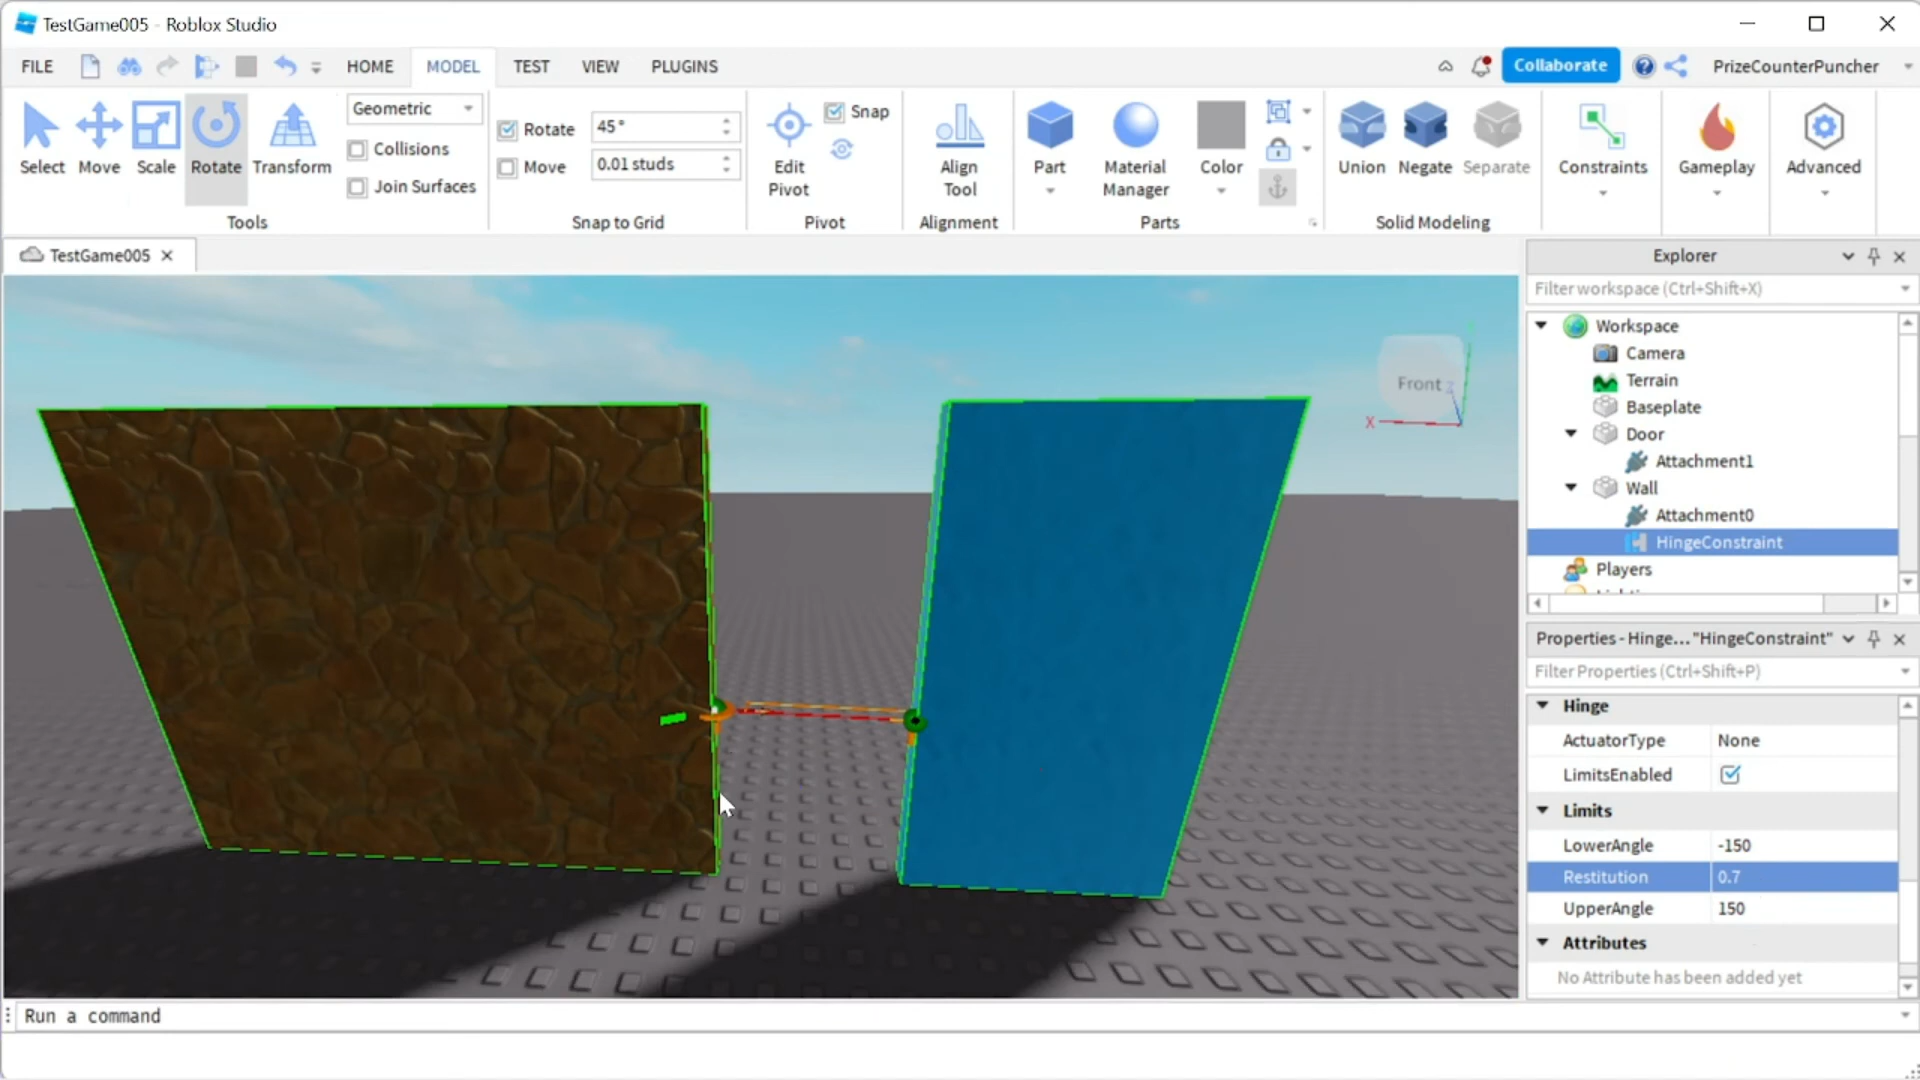 TestGame005 - Roblox Studio
FILE HOME MODEL TEST VIEW PLUGINS Collaborate PrizeCounterPuncher
Select Move Scale Rotate Transform
Geometric
Collisions
Join Surfaces
Tools
Rotate 45°
Move 0.01 studs
Snap to Grid
Edit Pivot
Snap
Pivot
Align Tool
Alignment
Part
Material Manager
Color
Parts
Union Negate Separate
Solid Modeling
Constraints
Gameplay
Advanced
TestGame005
Front
X
Z
Explorer
Filter workspace (Ctrl+Shift+X)
Workspace
Camera
Terrain
Baseplate
Door
Attachment1
Wall
Attachment0
HingeConstraint
Players
Properties - Hinge... "HingeConstraint"
Filter Properties (Ctrl+Shift+P)
Hinge
ActuatorType None
LimitsEnabled
Limits
LowerAngle -150
Restitution 0.7
UpperAngle 150
Attributes
No Attribute has been added yet
Run a command